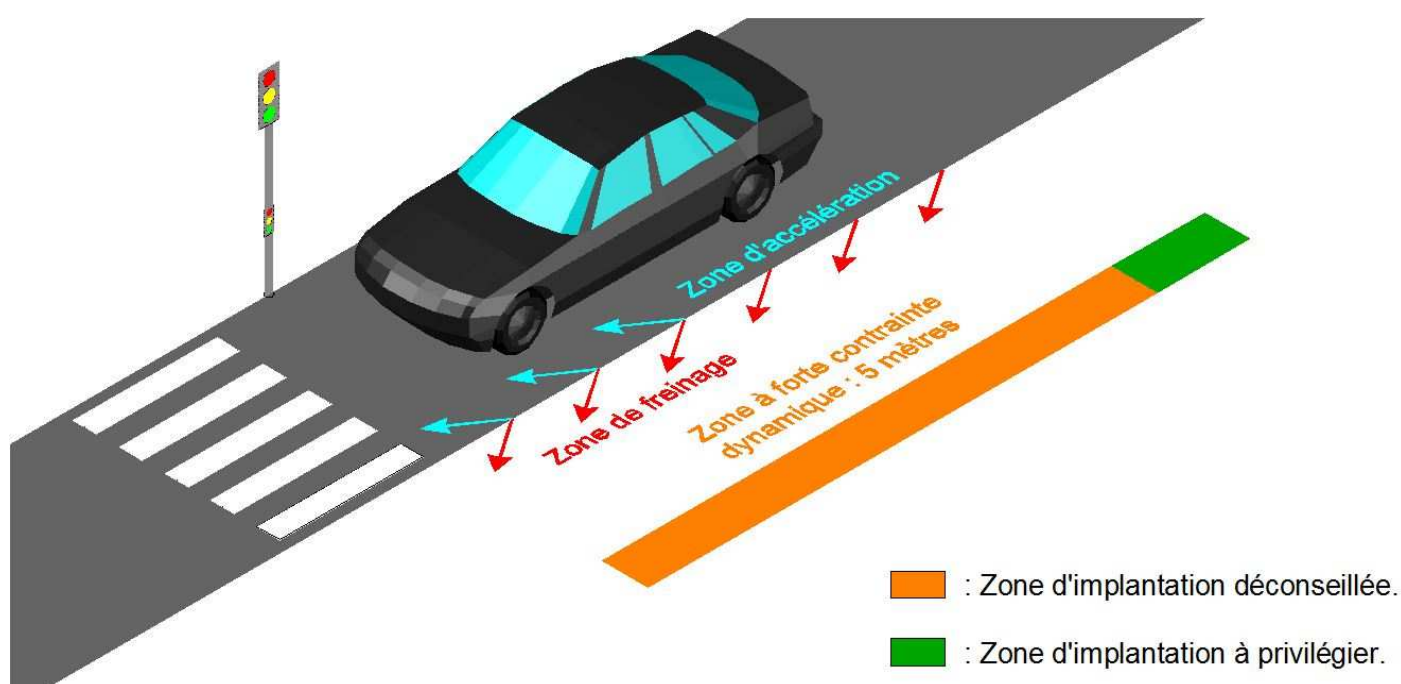 Zone d'accélération
Zone de freinage
Zone à forte contrainte
dynamique : 5 mètres
: Zone d'implantation déconseillée.
: Zone d'implantation à privilégier.